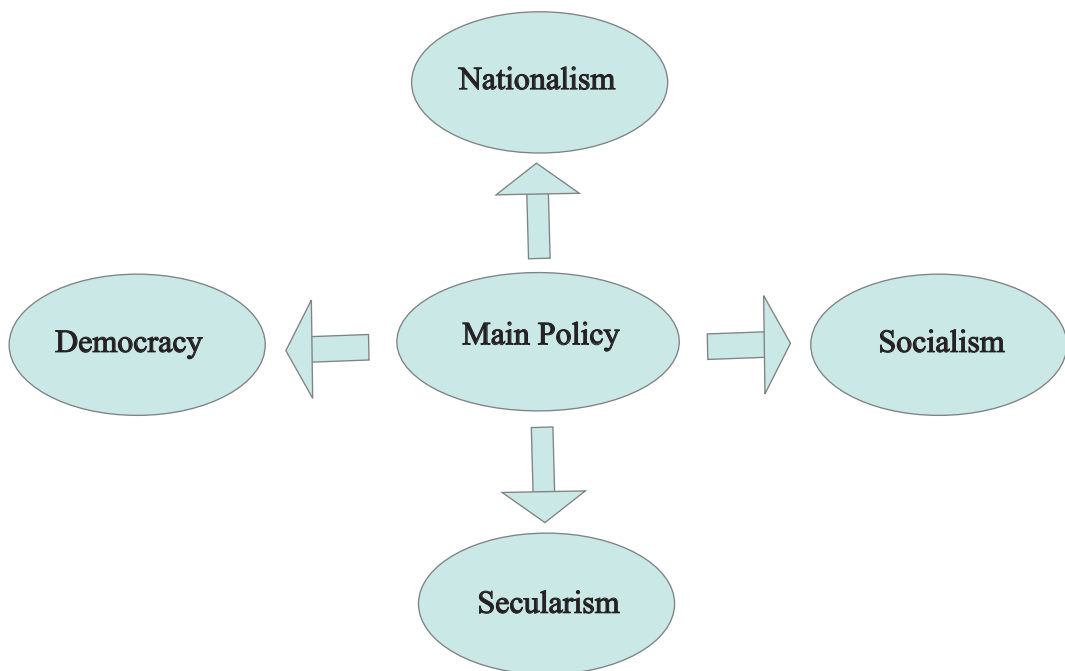 Nationalism
Democracy
Main Policy
Socialism
Secularism